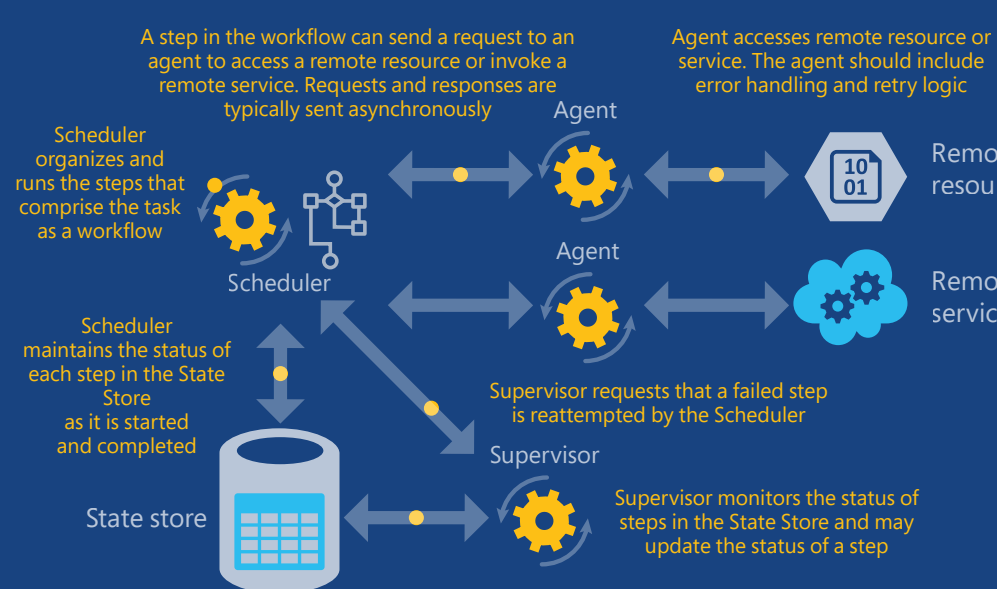 A step in the workflow can send a request to an
agent to access a remote resource or invoke a
remote service. Requests and responses are
typically sent asynchronously
Agent accesses remote resource or
service. The agent should include
error handling and retry logic
Scheduler
organizes and
runs the steps that
comprise the task
as a workflow
Agent
10
01
Scheduler
Agent
Scheduler
maintains the status of
each step in the State
Store
as it is started
and completed
Supervisor requests that a failed step
is reattempted by the Scheduler
Supervisor
State store
Supervisor monitors the status of
steps in the State Store and may
update the status of a step